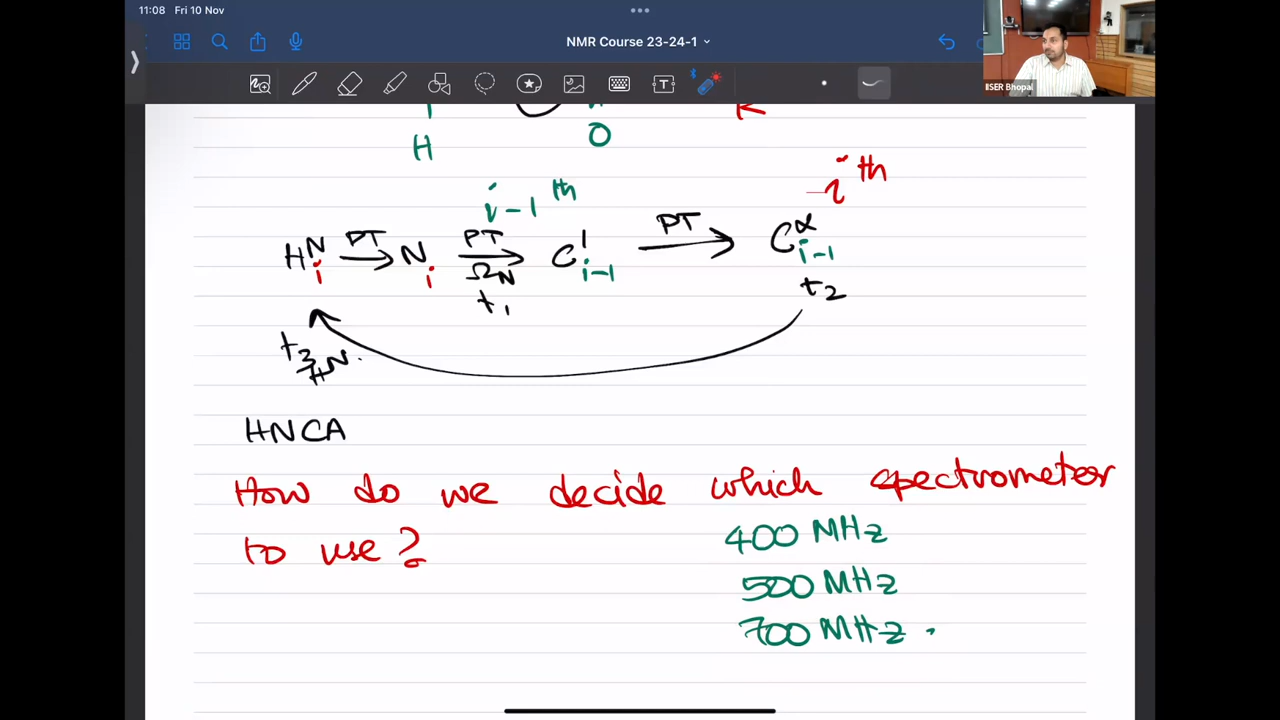 11:08 Fri 10 Nov
NMR Course 23-24-1
IISER Bhopal
H O R
i-1 th i th
H^N_i PT→ N_i PT→ C'_{i-1} PT→ C^α_{i-1}
Ω_N
t_1 t_2
t_3
HN
HNCA
How do we decide which spectrometer
to use?
400 MHz
500 MHz
700 MHz.